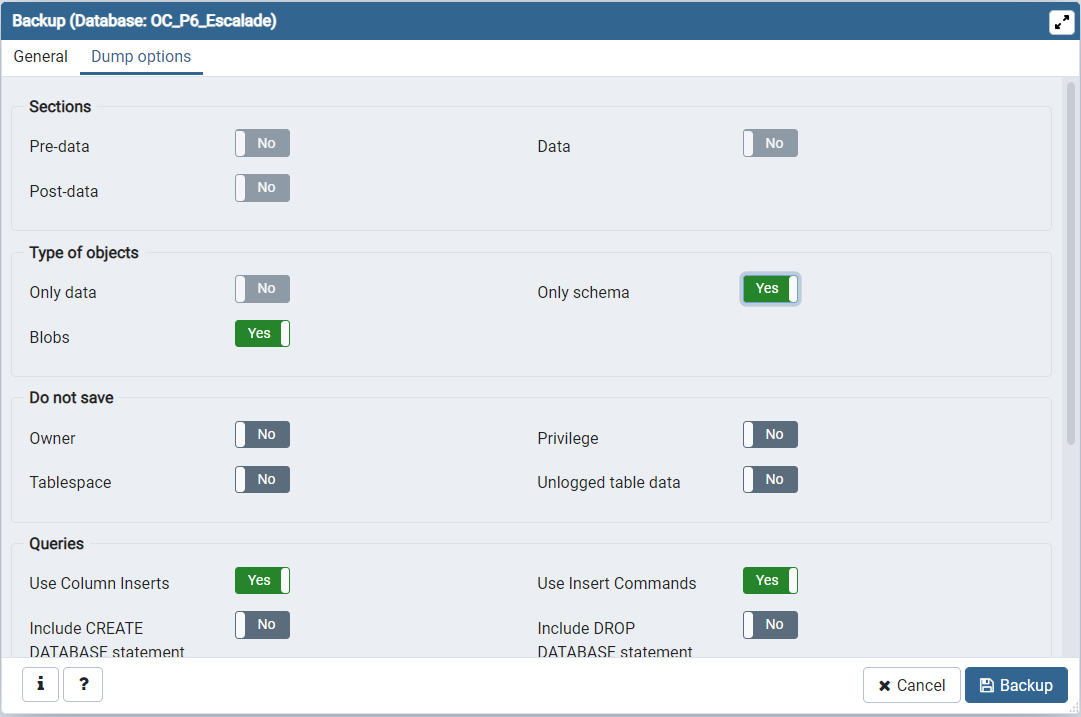 Backup (Database: OC_P6_Escalade)
General Dump options
Sections
Pre-data No Data No
Post-data No
Type of objects
Only data No Only schema Yes
Blobs Yes
Do not save
Owner No Privilege No
Tablespace No Unlogged table data No
Queries
Use Column Inserts Yes Use Insert Commands Yes
Include CREATE No Include DROP No
DATABASE statement DATABASE statement
i ? Cancel Backup